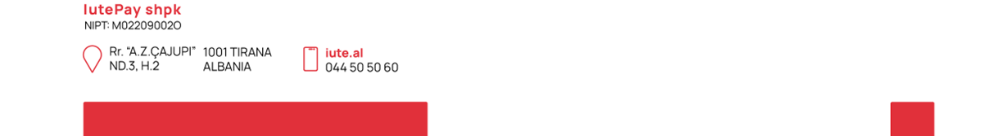 IutePay shpk
NIPT: M02209002O
Rr. “A.Z.ÇAJUPI”
ND.3, H.2
1001 TIRANA
ALBANIA
iute.al
044 50 50 60